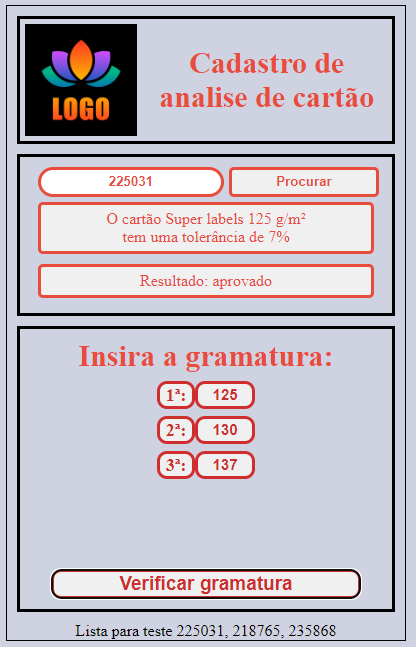 LOGO
Cadastro de
analise de cartão
225031
Procurar
O cartão Super labels 125 g/m²
tem uma tolerância de 7%
Resultado: aprovado
Insira a gramatura:
1ª: 125
2ª: 130
3ª: 137
Verificar gramatura
Lista para teste 225031, 218765, 235868